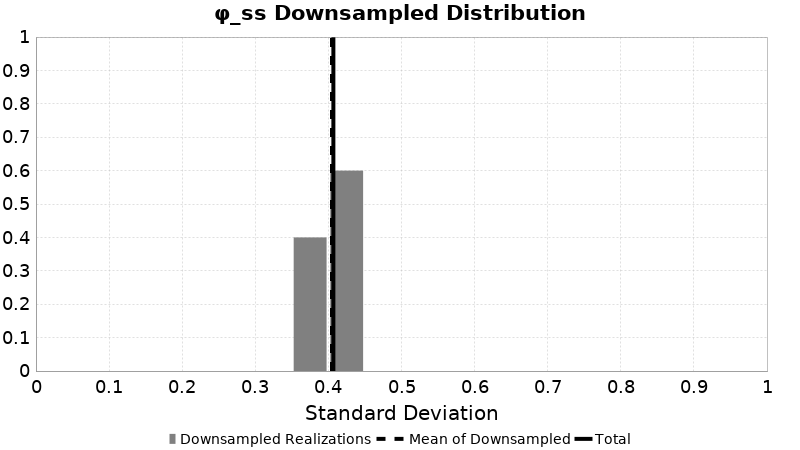 φ_ss Downsampled Distribution
1
0.9
0.8
0.7
0.6
0.5
0.4
0.3
0.2
0.1
0
0 0.1 0.2 0.3 0.4 0.5 0.6 0.7 0.8 0.9 1
Standard Deviation
Downsampled Realizations Mean of Downsampled Total